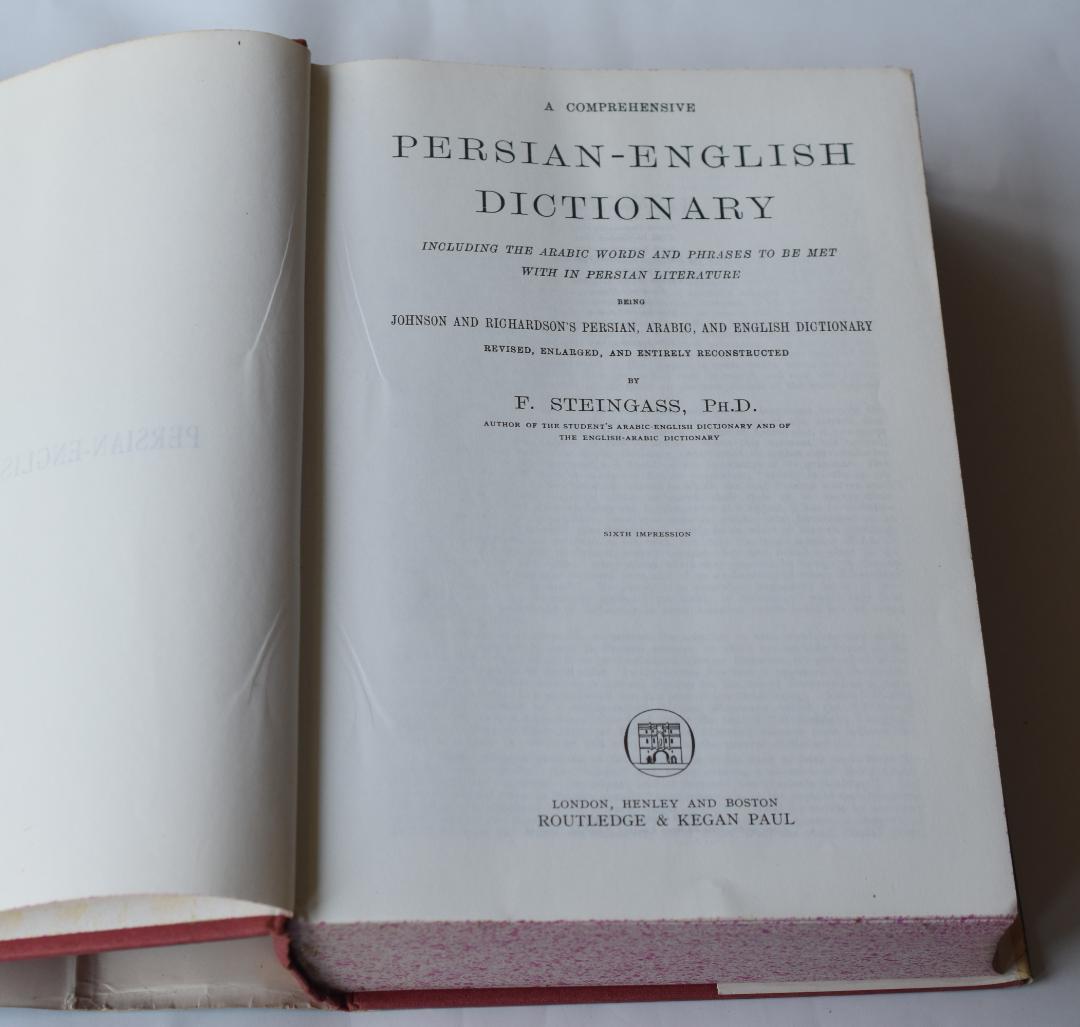 A COMPREHENSIVE
PERSIAN-ENGLISH
DICTIONARY
INCLUDING THE ARABIC WORDS AND PHRASES TO BE MET
WITH IN PERSIAN LITERATURE
BEING
JOHNSON AND RICHARDSON'S PERSIAN, ARABIC, AND ENGLISH DICTIONARY
REVISED, ENLARGED, AND ENTIRELY RECONSTRUCTED
BY
F. STEINGASS, PH.D.
AUTHOR OF THE STUDENT'S ARABIC-ENGLISH DICTIONARY AND OF
THE ENGLISH-ARABIC DICTIONARY
SIXTH IMPRESSION
LONDON, HENLEY AND BOSTON
ROUTLEDGE & KEGAN PAUL